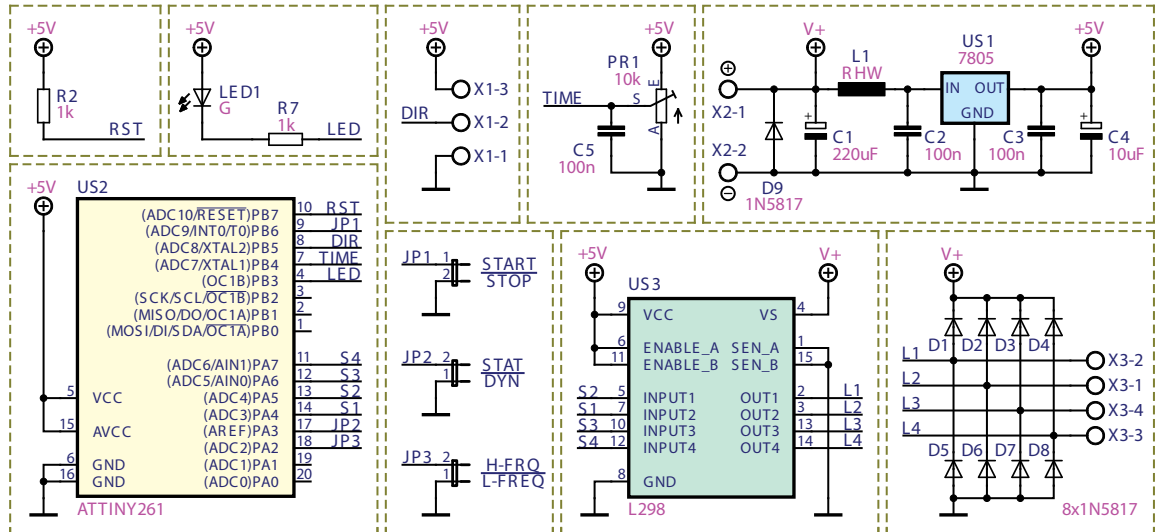 +5V
R2
1k
RST
+5V
LED1
G
R7
1k
LED
+5V
X1-3
DIR
X1-2
X1-1
+5V
PR1
10k
E
TIME
S
A
C5
100n
V+
L1
RHW
US1
7805
+5V
IN OUT
GND
X2-1
X2-2
+
C1
220uF
C2
100n
C3
100n
+
C4
10uF
D9
1N5817
+5V
US2
(ADC10/RESET)PB7 10 RST
(ADC9/INT0/T0)PB6 9 JP1
(ADC8/XTAL2)PB5 8 DIR
(ADC7/XTAL1)PB4 7 TIME
(OC1B)PB3 4 LED
(SCK/SCL/OC1B)PB2 3
(MISO/DO/OC1A)PB1 2
(MOSI/DI/SDA/OC1A)PB0 1
(ADC6/AIN1)PA7 11 S4
(ADC5/AIN0)PA6 12 S3
5 VCC (ADC4)PA5 13 S2
(ADC3)PA4 14 S1
15 AVCC (AREF)PA3 17 JP2
(ADC2)PA2 18 JP3
6 GND (ADC1)PA1 19
16 GND (ADC0)PA0 20
ATTINY261
JP1 1 START
2 STOP
JP2 2 STAT
1 DYN
JP3 2 H-FRQ
1 L-FREQ
+5V
V+
US3
9 VCC VS 4
6 ENABLE_A SEN_A 1
11 ENABLE_B SEN_B 15
S2 5 INPUT1 OUT1 2 L1
S1 7 INPUT2 OUT2 3 L2
S3 10 INPUT3 OUT3 13 L3
S4 12 INPUT4 OUT4 14 L4
8 GND
L298
V+
D1 D2 D3 D4
L1 X3-2
L2 X3-1
L3 X3-4
L4 X3-3
D5 D6 D7 D8
8x1N5817